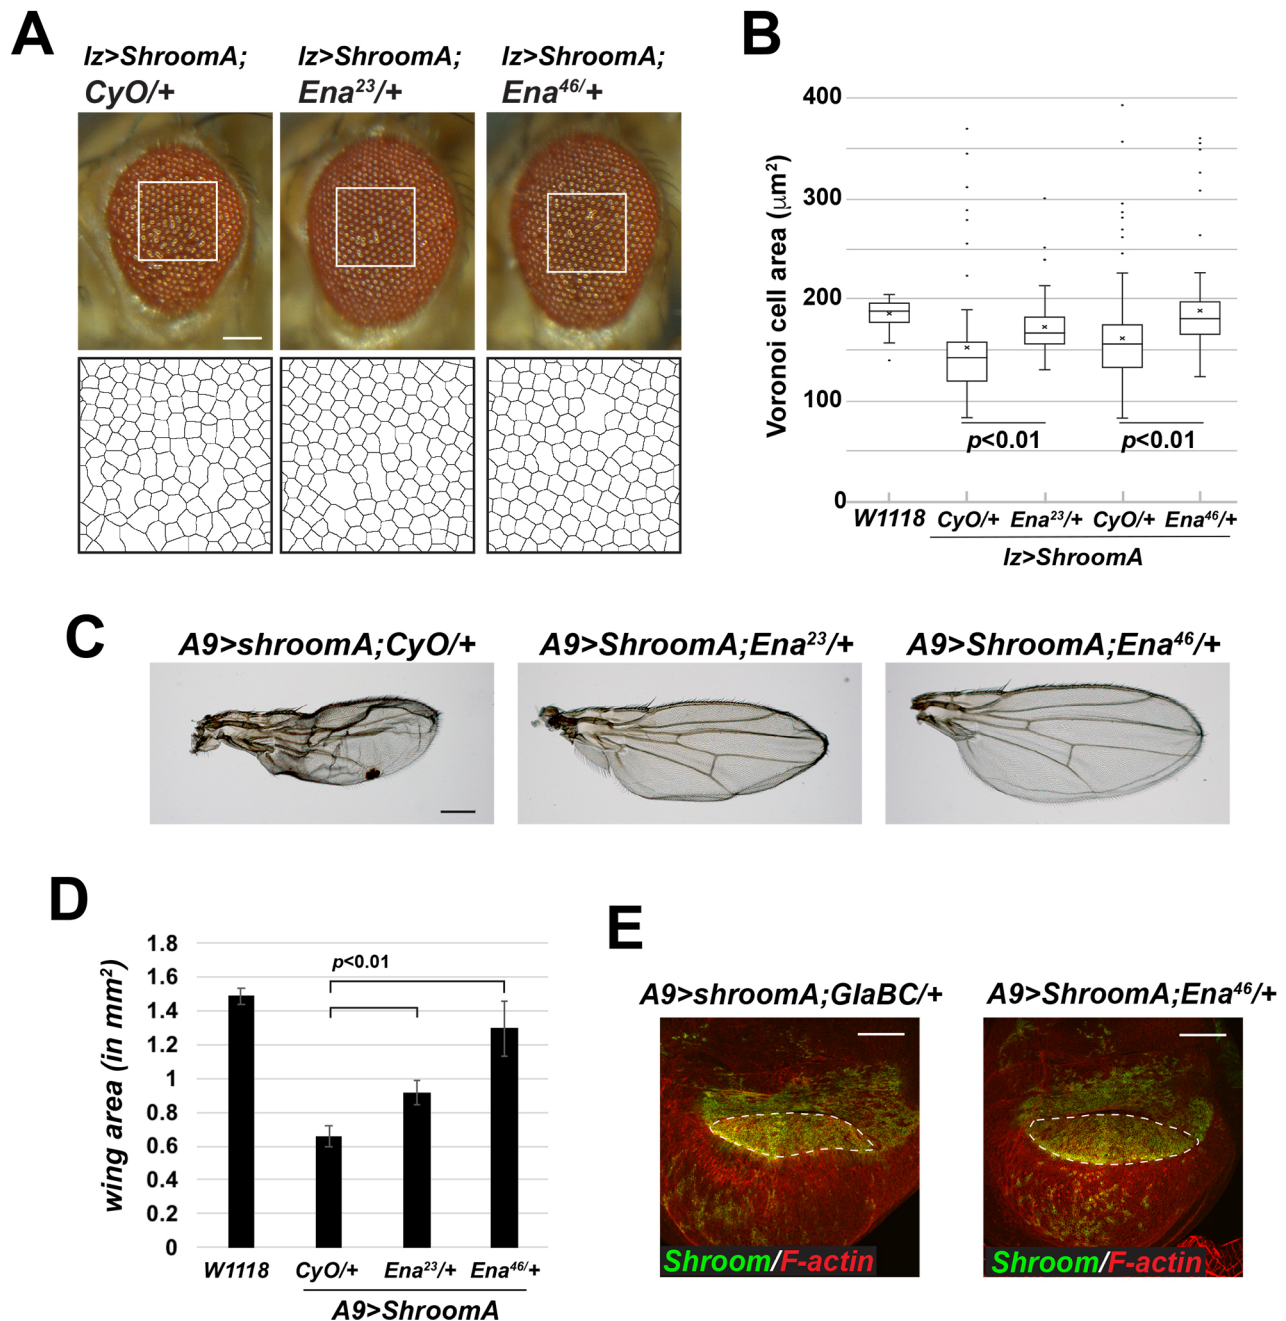 A
lz>ShroomA;
CyO/+
lz>ShroomA;
Ena²³/+
lz>ShroomA;
Ena⁴⁶/+
B
Voronoi cell area (µm²)
400
300
200
100
0
p<0.01
p<0.01
W1118 CyO/+ Ena²³/+ CyO/+ Ena⁴⁶/+
lz>ShroomA
C
A9>shroomA;CyO/+
A9>ShroomA;Ena²³/+
A9>ShroomA;Ena⁴⁶/+
D
wing area (in mm²)
1.8
1.6
1.4
1.2
1
0.8
0.6
0.4
0.2
0
p<0.01
W1118 CyO/+ Ena²³/+ Ena⁴⁶/+
A9>ShroomA
E
A9>shroomA;GlaBC/+
A9>ShroomA;Ena⁴⁶/+
Shroom/F-actin
Shroom/F-actin